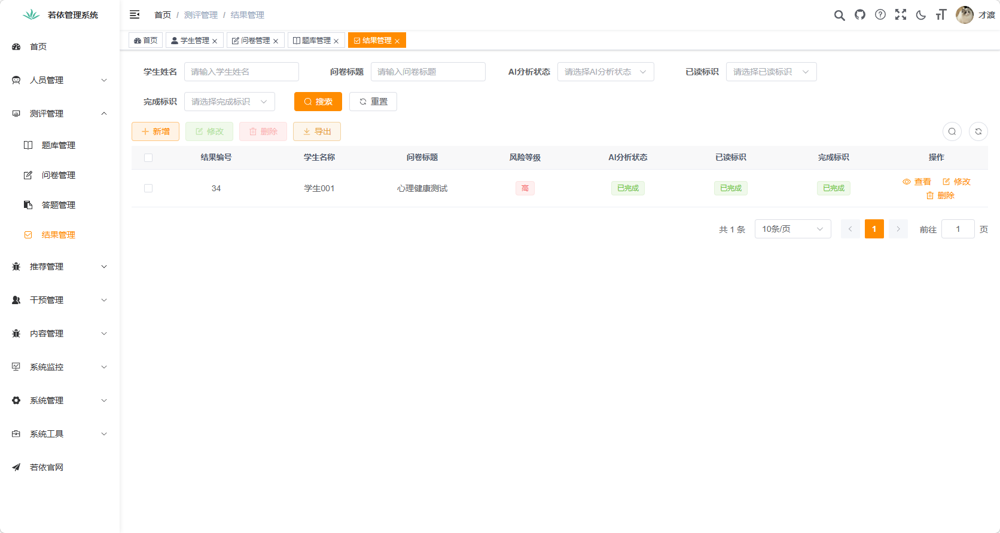 若依管理系统
首页
人员管理
测评管理
题库管理
问卷管理
答题管理
结果管理
推荐管理
干预管理
内容管理
系统监控
系统管理
系统工具
若依官网
首页 / 测评管理 / 结果管理
才渡
首页 学生管理 问卷管理 题库管理 结果管理
学生姓名 请输入学生姓名 问卷标题 请输入问卷标题 AI分析状态 请选择AI分析状态 已读标识 请选择已读标识
完成标识 请选择完成标识 搜索 重置
新增 修改 删除 导出
结果编号 学生名称 问卷标题 风险等级 AI分析状态 已读标识 完成标识 操作
34 学生001 心理健康测试 高 已完成 已完成 已完成 查看 修改
删除
共 1 条 10条/页 1 前往 1 页